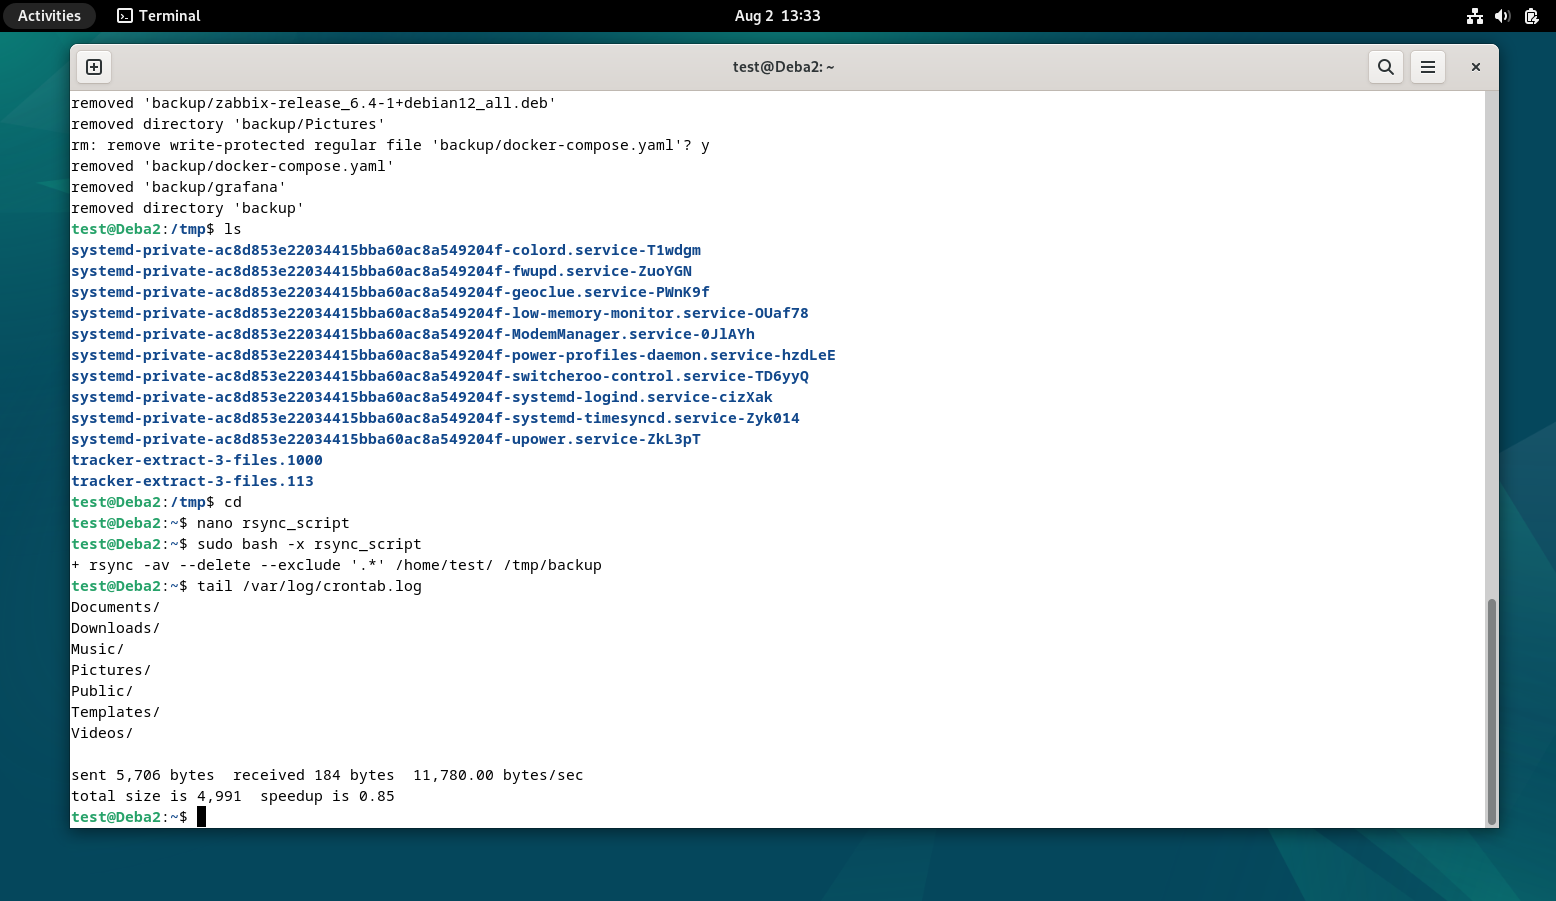 Activities
Terminal
Aug 2 13:33
test@Deba2: ~
removed 'backup/zabbix-release_6.4-1+debian12_all.deb'
removed directory 'backup/Pictures'
rm: remove write-protected regular file 'backup/docker-compose.yaml'? y
removed 'backup/docker-compose.yaml'
removed 'backup/grafana'
removed directory 'backup'
test@Deba2:/tmp$ ls
systemd-private-ac8d853e22034415bba60ac8a549204f-colord.service-T1wdgm
systemd-private-ac8d853e22034415bba60ac8a549204f-fwupd.service-ZuoYGN
systemd-private-ac8d853e22034415bba60ac8a549204f-geoclue.service-PWnK9f
systemd-private-ac8d853e22034415bba60ac8a549204f-low-memory-monitor.service-OUaf78
systemd-private-ac8d853e22034415bba60ac8a549204f-ModemManager.service-0JlAYh
systemd-private-ac8d853e22034415bba60ac8a549204f-power-profiles-daemon.service-hzdLeE
systemd-private-ac8d853e22034415bba60ac8a549204f-switcheroo-control.service-TD6yyQ
systemd-private-ac8d853e22034415bba60ac8a549204f-systemd-logind.service-cizXak
systemd-private-ac8d853e22034415bba60ac8a549204f-systemd-timesyncd.service-Zyk014
systemd-private-ac8d853e22034415bba60ac8a549204f-upower.service-ZkL3pT
tracker-extract-3-files.1000
tracker-extract-3-files.113
test@Deba2:/tmp$ cd
test@Deba2:~$ nano rsync_script
test@Deba2:~$ sudo bash -x rsync_script
+ rsync -av --delete --exclude '.*' /home/test/ /tmp/backup
test@Deba2:~$ tail /var/log/crontab.log
Documents/
Downloads/
Music/
Pictures/
Public/
Templates/
Videos/
sent 5,706 bytes  received 184 bytes  11,780.00 bytes/sec
total size is 4,991  speedup is 0.85
test@Deba2:~$